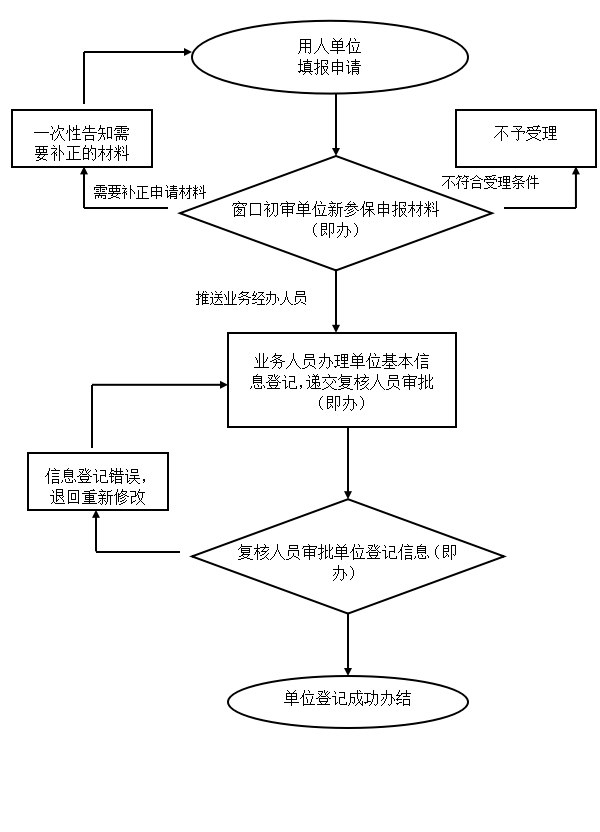 用人单位
填报申请
一次性告知需
要补正的材料
不予受理
需要补正申请材料
不符合受理条件
窗口初审单位新参保申报材料
（即办）
推送业务经办人员
业务人员办理单位基本信
息登记，递交复核人员审批
（即办）
信息登记错误，
退回重新修改
复核人员审批单位登记信息（即
办）
单位登记成功办结